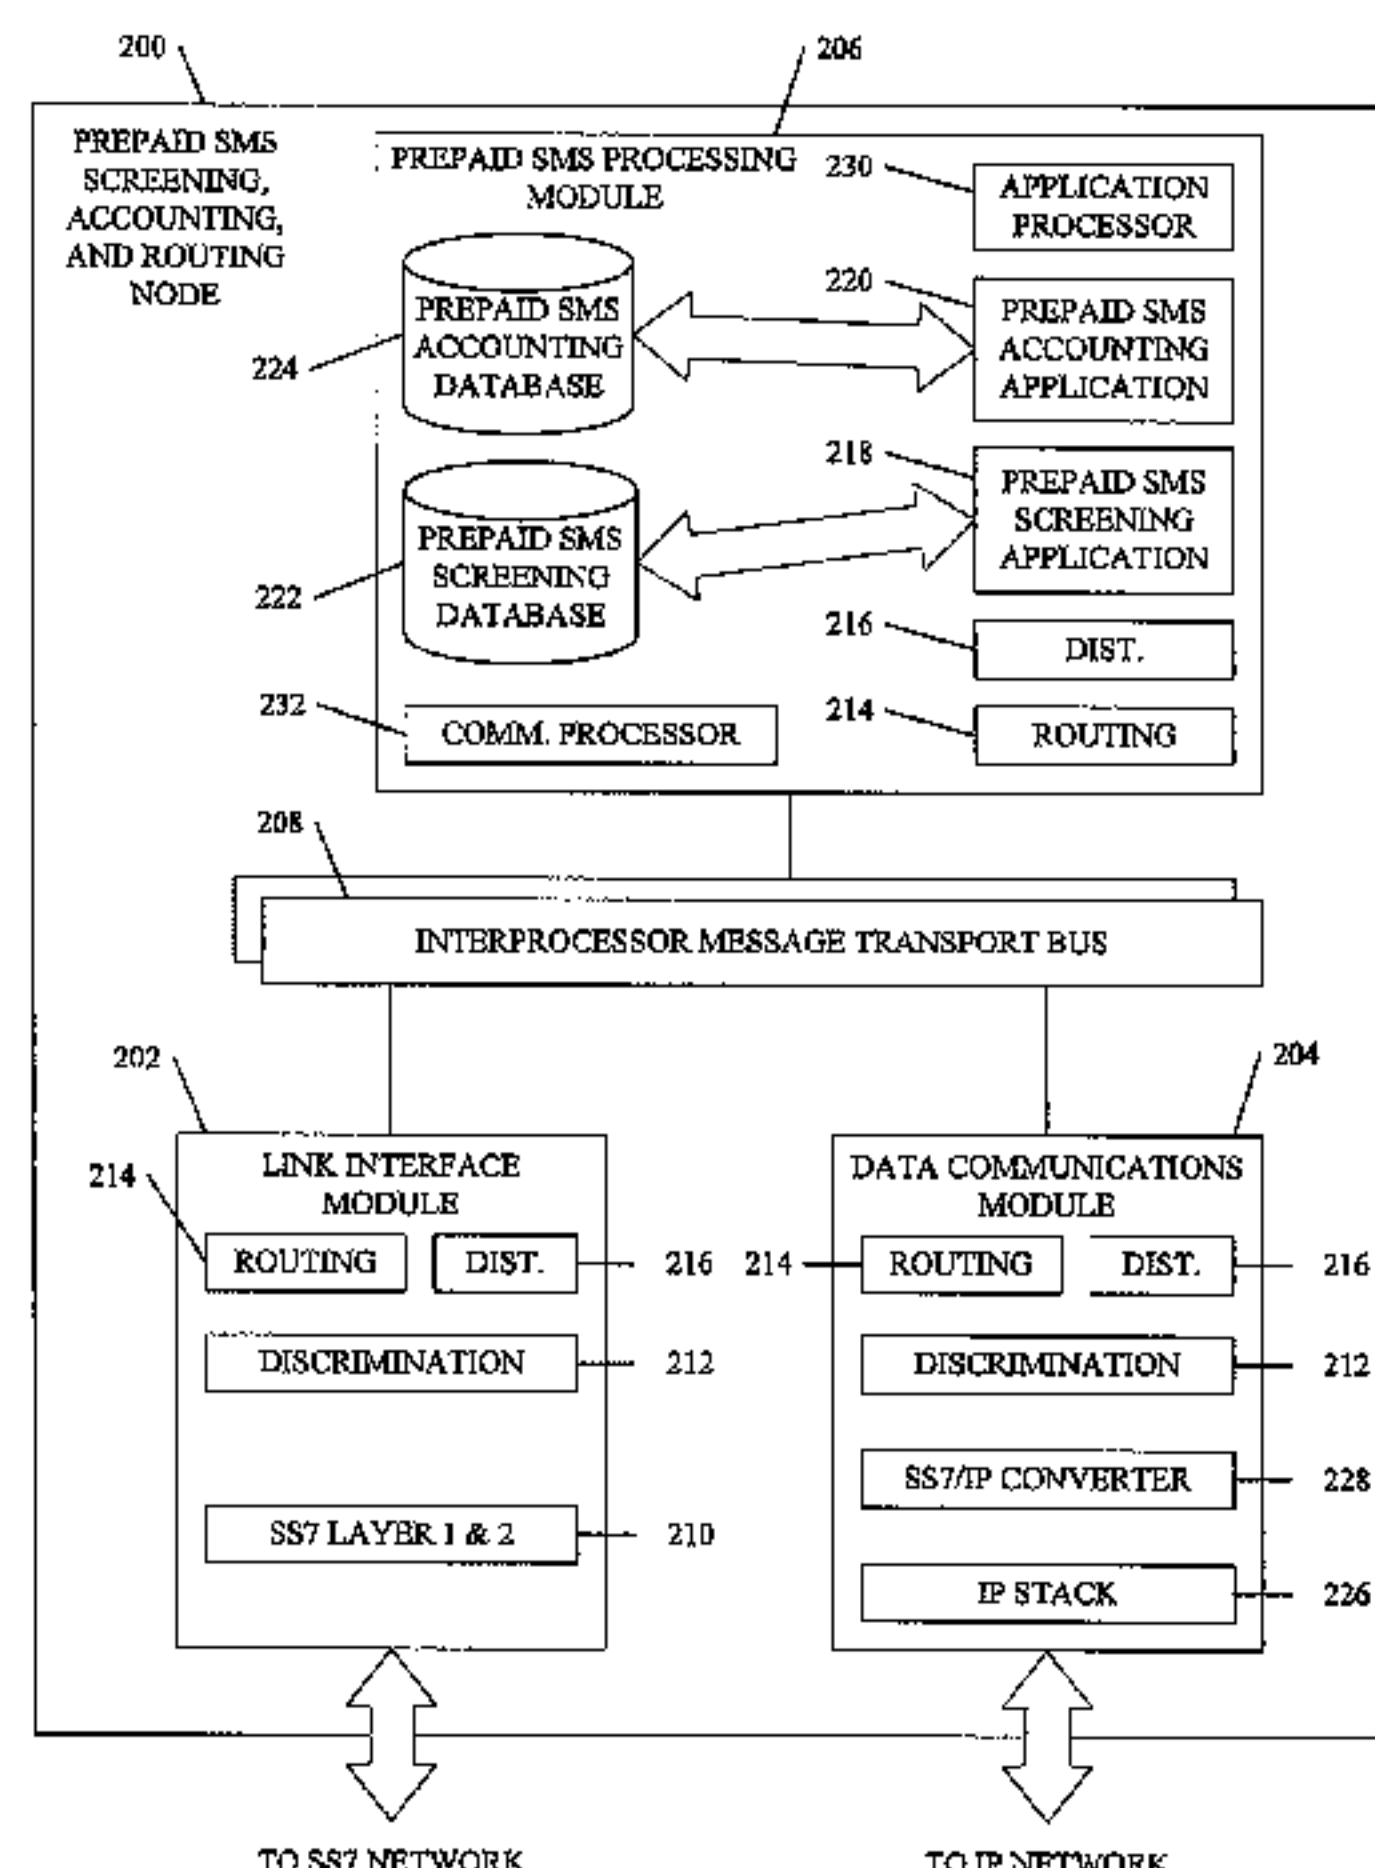 200
206
PREPAID SMS
SCREENING,
ACCOUNTING,
AND ROUTING
NODE
PREPAID SMS PROCESSING
MODULE
230
APPLICATION
PROCESSOR
PREPAID SMS
ACCOUNTING
DATABASE
224
220
PREPAID SMS
ACCOUNTING
APPLICATION
PREPAID SMS
SCREENING
DATABASE
222
218
PREPAID SMS
SCREENING
APPLICATION
216
DIST.
232
COMM. PROCESSOR
214
ROUTING
208
INTERPROCESSOR MESSAGE TRANSPORT BUS
202
LINK INTERFACE
MODULE
214
ROUTING
DIST.
216
DISCRIMINATION
212
SS7 LAYER 1 & 2
210
TO SS7 NETWORK
204
DATA COMMUNICATIONS
MODULE
214
ROUTING
DIST.
216
DISCRIMINATION
212
SS7/IP CONVERTER
228
IP STACK
226
TO IP NETWORK